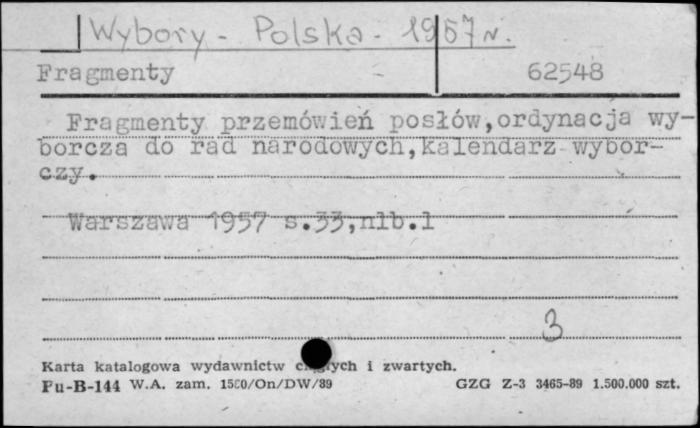 Wybory - Polska - 1957 r.
Fragmenty 62548
Fragmenty przemówień posłów,ordynacja wy-
borcza do rad narodowych,kalendarz wybor-
czy.
Warszawa 1957 s.33,nlb.1
3
Karta katalogowa wydawnictw i zwartych.
Pu-B-144 W.A. zam. 1500/On/DW/89 GZG Z-3 3465-89 1.500.000 szt.